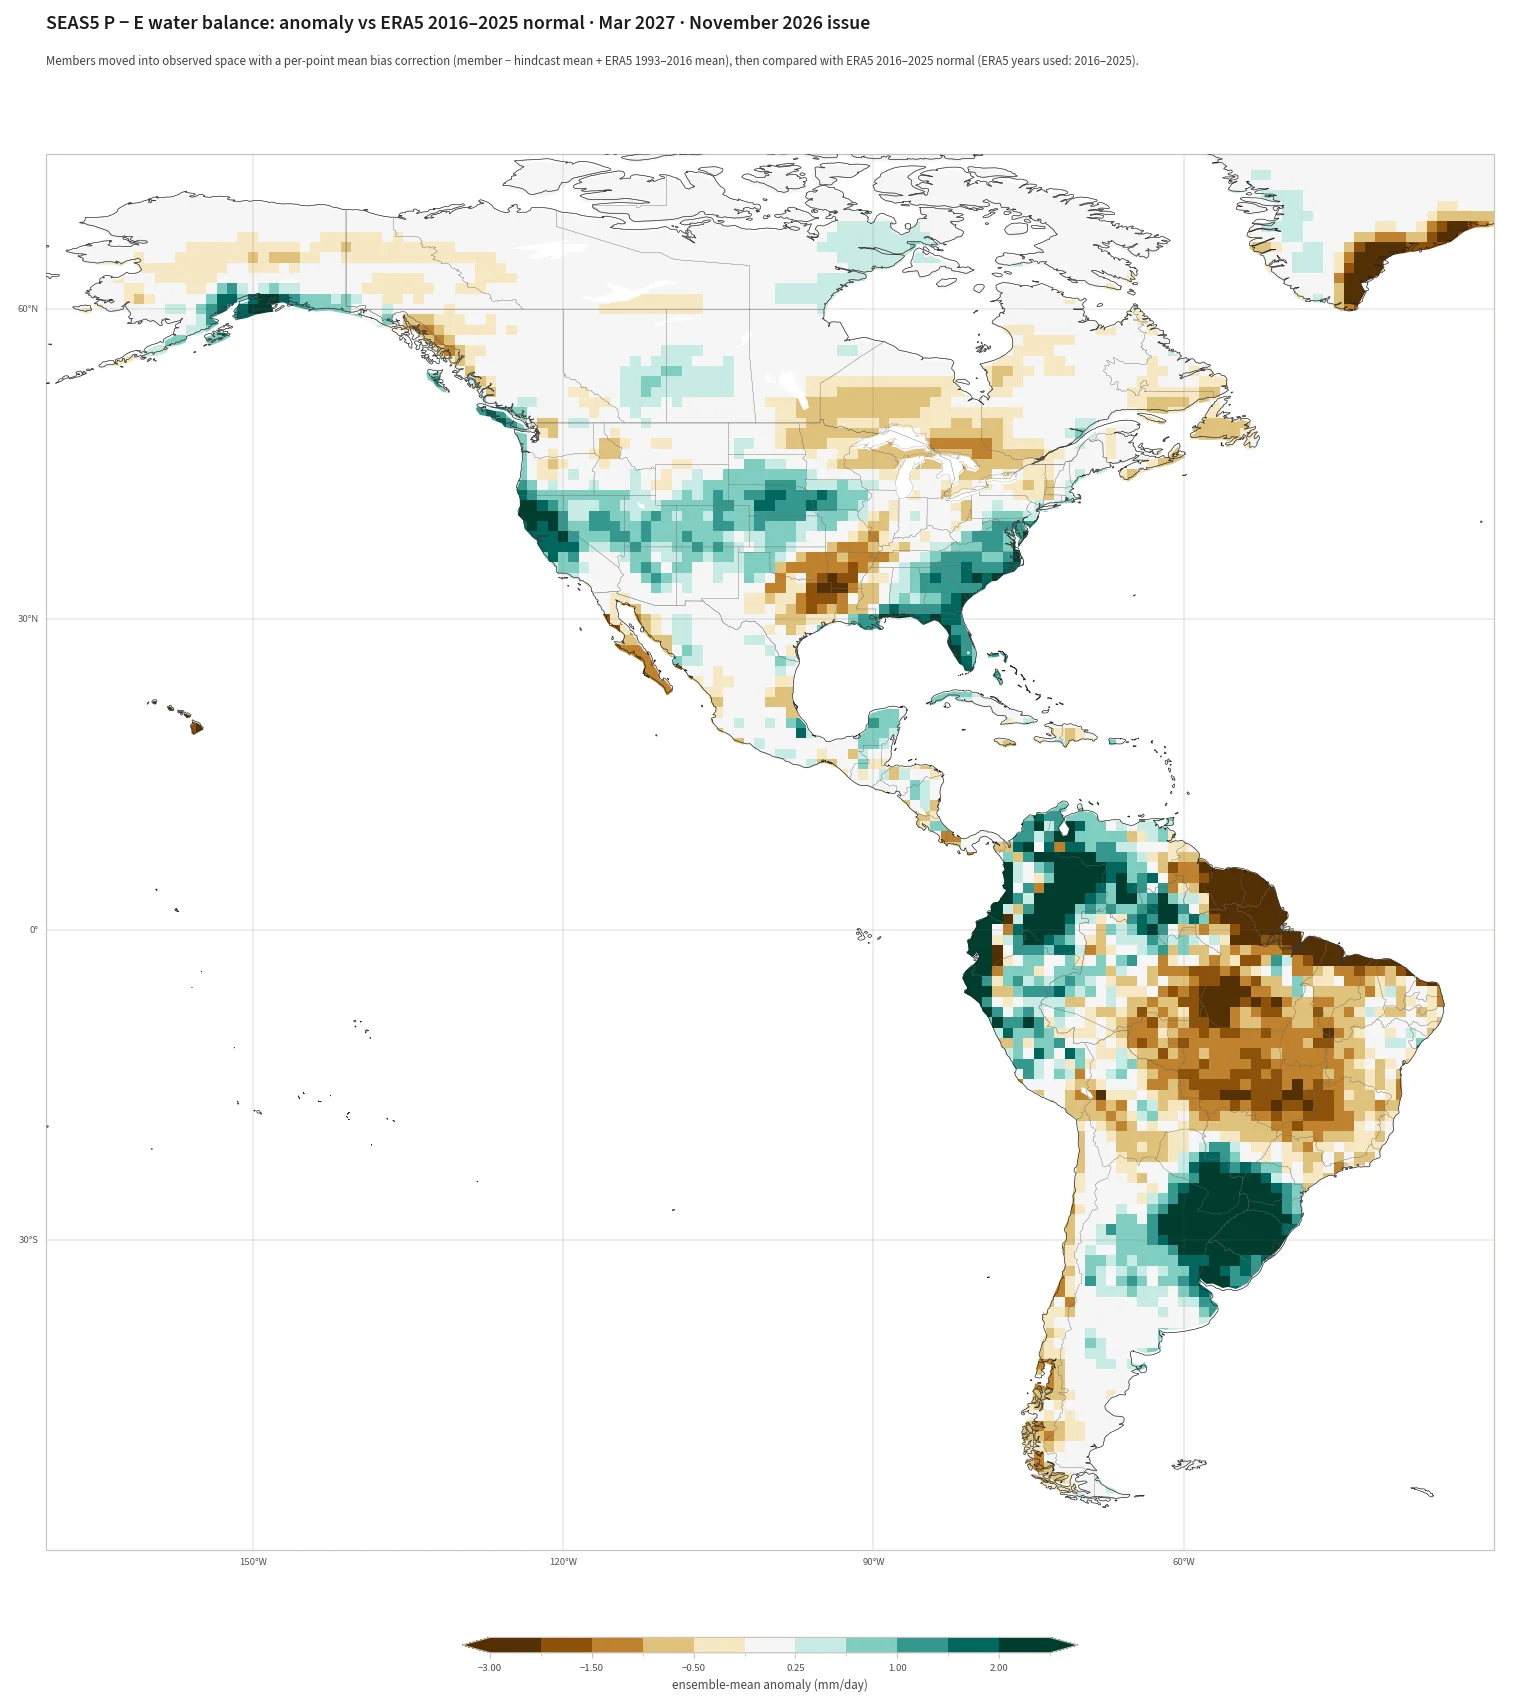 SEAS5 P − E water balance: anomaly vs ERA5 2016–2025 normal · Mar 2027 · November 2026 issue
Members moved into observed space with a per-point mean bias correction (member − hindcast mean + ERA5 1993–2016 mean), then compared with ERA5 2016–2025 normal (ERA5 years used: 2016–2025).
60°N
30°N
0°
30°S
150°W 120°W 90°W 60°W
−3.00 −1.50 −0.50 0.25 1.00 2.00
ensemble-mean anomaly (mm/day)